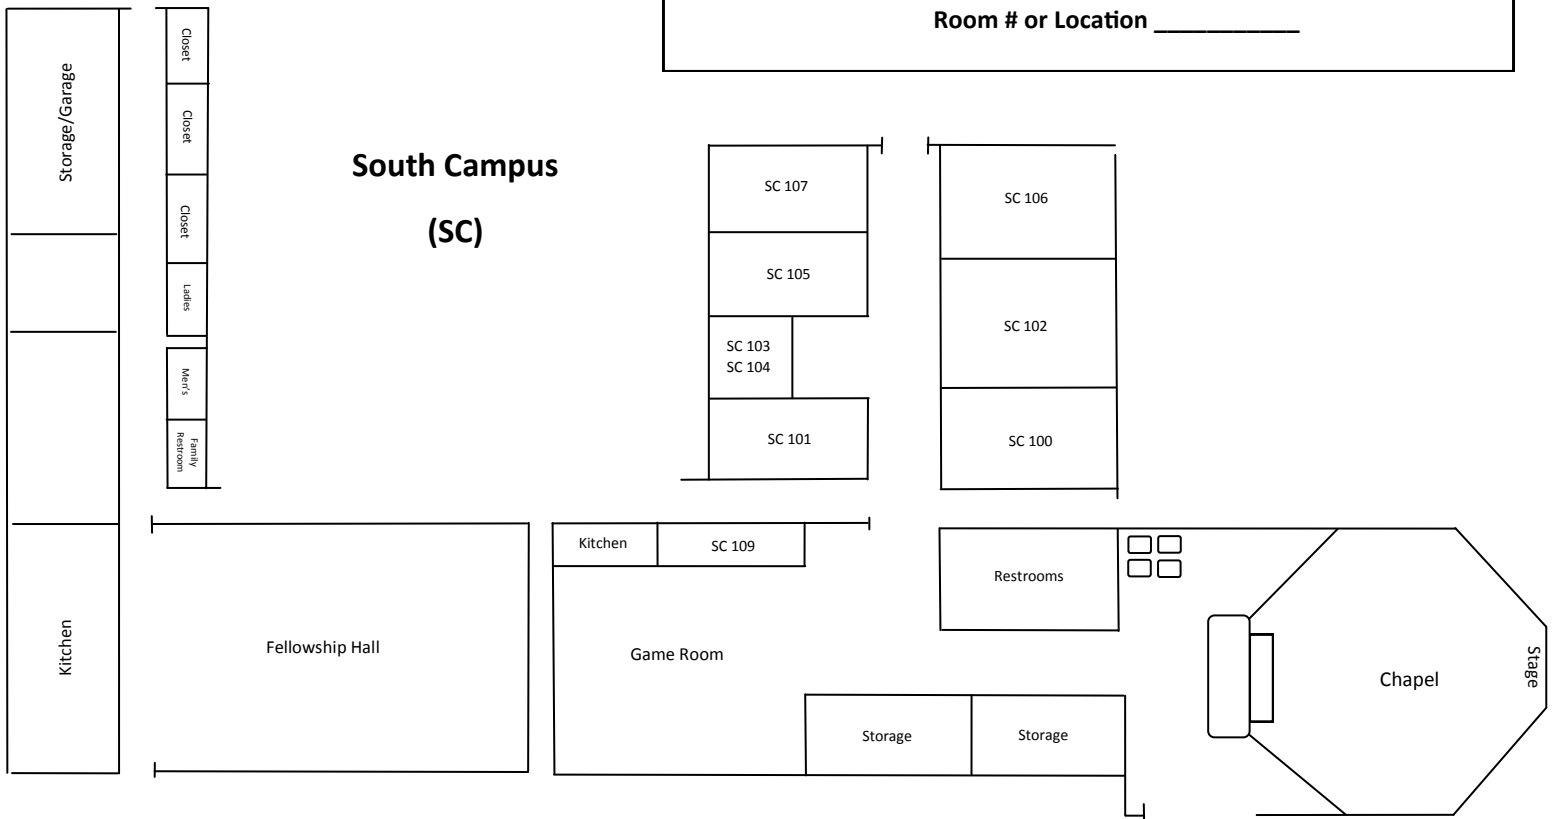 Room # or Location ___________
Closet
Storage/Garage
Closet
South Campus
(SC)
SC 107
SC 106
Closet
SC 105
Ladies
SC 102
SC 103
SC 104
Men's
SC 101
SC 100
Family
Restroom
Kitchen
SC 109
Restrooms
Kitchen
Fellowship Hall
Game Room
Chapel
Stage
Storage
Storage